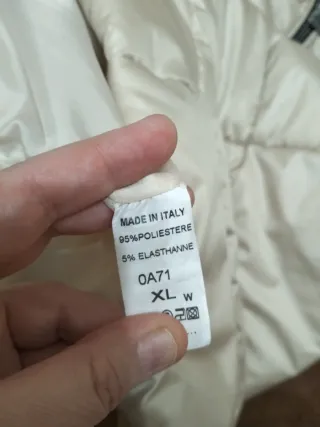 MADE IN ITALY
95%POLIESTERE
5% ELASTHANNE
0A71
XL W